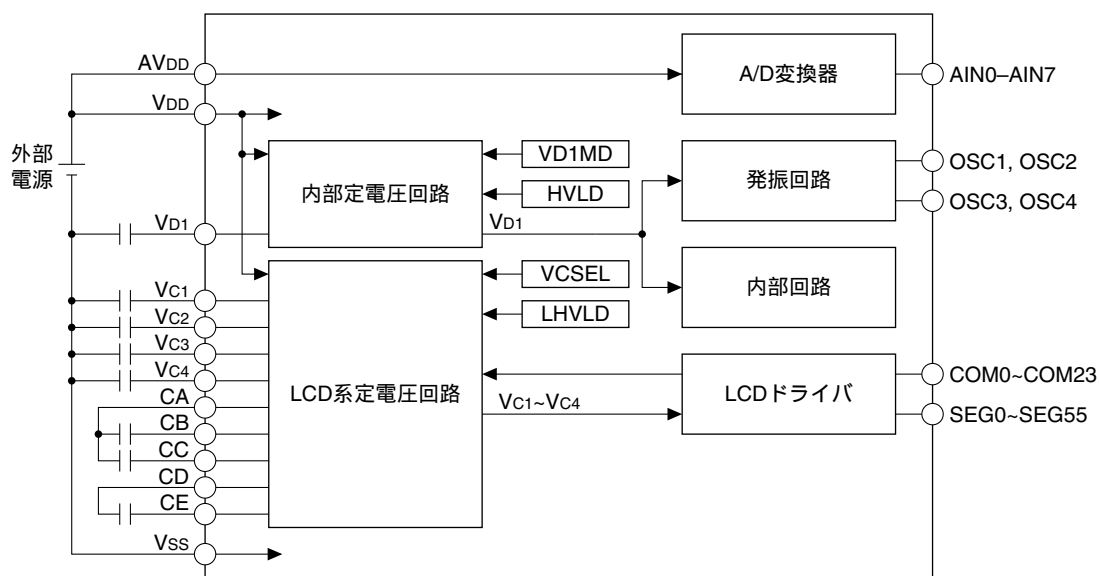 AVDD
A/D変換器
AIN0–AIN7
VDD
外部
電源
内部定電圧回路
VD1MD
HVLD
VD1
発振回路
OSC1, OSC2
OSC3, OSC4
VD1
VCSEL
LHVLD
内部回路
VC1
VC2
VC3
VC4
CA
CB
CC
CD
CE
LCD系定電圧回路
VC1~VC4
LCDドライバ
COM0~COM23
SEG0~SEG55
VSS